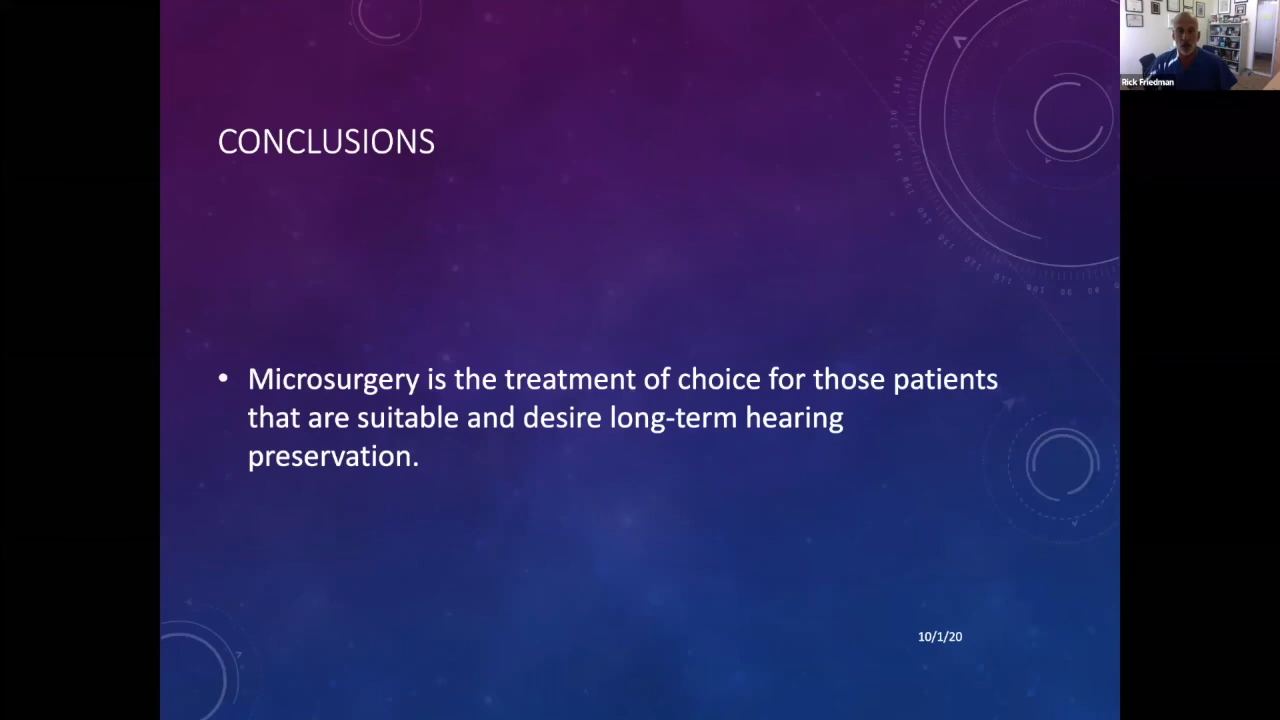 Rick Friedman
CONCLUSIONS
• Microsurgery is the treatment of choice for those patients
that are suitable and desire long-term hearing
preservation.
10/1/20